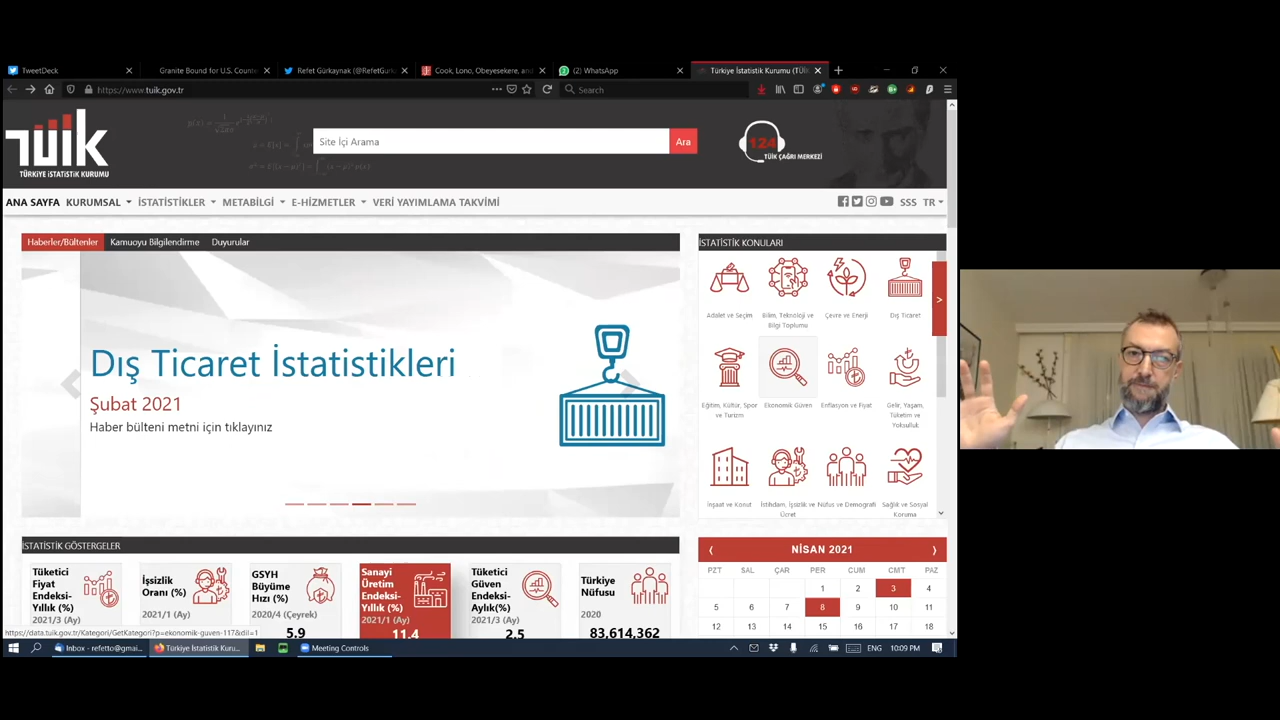 TweetDeck
Granite Bound for U.S. Counte
Refet Gürkaynak (@RefetGurk
Cook, Lono, Obeyesekere, and
(2) WhatsApp
Türkiye İstatistik Kurumu (TÜİK
https://www.tuik.gov.tr
Search
TÜİK
TÜRKİYE İSTATİSTİK KURUMU
Site İçi Arama
Ara
124
TÜİK ÇAĞRI MERKEZİ
ANA SAYFA KURUMSAL İSTATİSTİKLER METABİLGİ E-HİZMETLER VERİ YAYIMLAMA TAKVİMİ
SSS TR
Haberler/Bültenler Kamuoyu Bilgilendirme Duyurular
Dış Ticaret İstatistikleri
Şubat 2021
Haber bülteni metni için tıklayınız
İSTATİSTİK KONULARI
Adalet ve Seçim
Bilim, Teknoloji ve
Bilgi Toplumu
Çevre ve Enerji
Dış Ticaret
Eğitim, Kültür, Spor
ve Turizm
Ekonomik Güven
Enflasyon ve Fiyat
Gelir, Yaşam,
Tüketim ve
Yoksulluk
İnşaat ve Konut
İstihdam, İşsizlik ve
Ücret
Nüfus ve Demografi
Sağlık ve Sosyal
Koruma
İSTATİSTİK GÖSTERGELER
Tüketici
Fiyat
Endeksi-
Yıllık (%)
2021/3 (Ay)
İşsizlik
Oranı (%)
2021/1 (Ay)
GSYH
Büyüme
Hızı (%)
2020/4 (Çeyrek)
5.9
Sanayi
Üretim
Endeksi-
Yıllık(%)
2021/1 (Ay)
11.4
Tüketici
Güven
Endeksi-
Aylık(%)
2021/3 (Ay)
2.5
Türkiye
Nüfusu
2020
83,614,362
NİSAN 2021
PZT SAL ÇAR PER CUM CMT PAZ
1 2 3 4
5 6 7 8 9 10 11
12 13 14 15 16 17 18
https://data.tuik.gov.tr/Kategori/GetKategori?p=ekonomik-guven-117&dil=1
Inbox - refetto@gmai...
Türkiye İstatistik Kuru...
Meeting Controls
ENG
10:09 PM